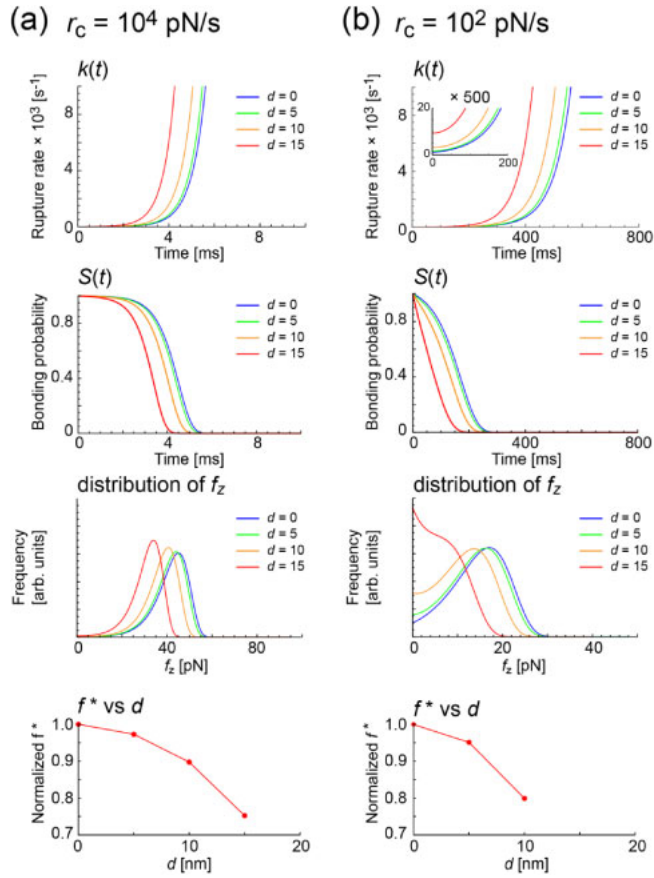 (a) r_c = 10^4 pN/s
k(t)
Rupture rate × 10^3 [s^-1]
8
4
0
0 4 8
Time [ms]
d = 0
d = 5
d = 10
d = 15
S(t)
Bonding probability
0.8
0.4
0
0 4 8
Time [ms]
d = 0
d = 5
d = 10
d = 15
distribution of f_z
Frequency
[arb. units]
0 40 80
f_z [pN]
d = 0
d = 5
d = 10
d = 15
f* vs d
Normalized f*
1.0
0.9
0.8
0.7
0 10 20
d [nm]
(b) r_c = 10^2 pN/s
k(t)
Rupture rate × 10^3 [s^-1]
8
4
0
0 400 800
Time [ms]
× 500
20
0
0 200
d = 0
d = 5
d = 10
d = 15
S(t)
Bonding probability
0.8
0.4
0
0 400 800
Time [ms]
d = 0
d = 5
d = 10
d = 15
distribution of f_z
Frequency
[arb. units]
0 20 40
f_z [pN]
d = 0
d = 5
d = 10
d = 15
f* vs d
Normalized f*
1.0
0.9
0.8
0.7
0 10 20
d [nm]